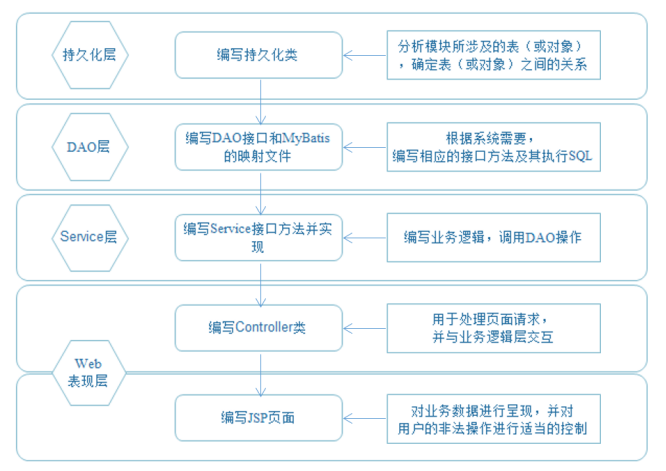 持久化层
编写持久化类
分析模块所涉及的表（或对象）
，确定表（或对象）之间的关系
DAO层
编写DAO接口和MyBatis
的映射文件
根据系统需要，
编写相应的接口方法及其执行SQL
Service层
编写Service接口方法并实
现
编写业务逻辑，调用DAO操作
Web
表现层
编写Controller类
用于处理页面请求，
并与业务逻辑层交互
编写JSP页面
对业务数据进行呈现，并对
用户的非法操作进行适当的控制